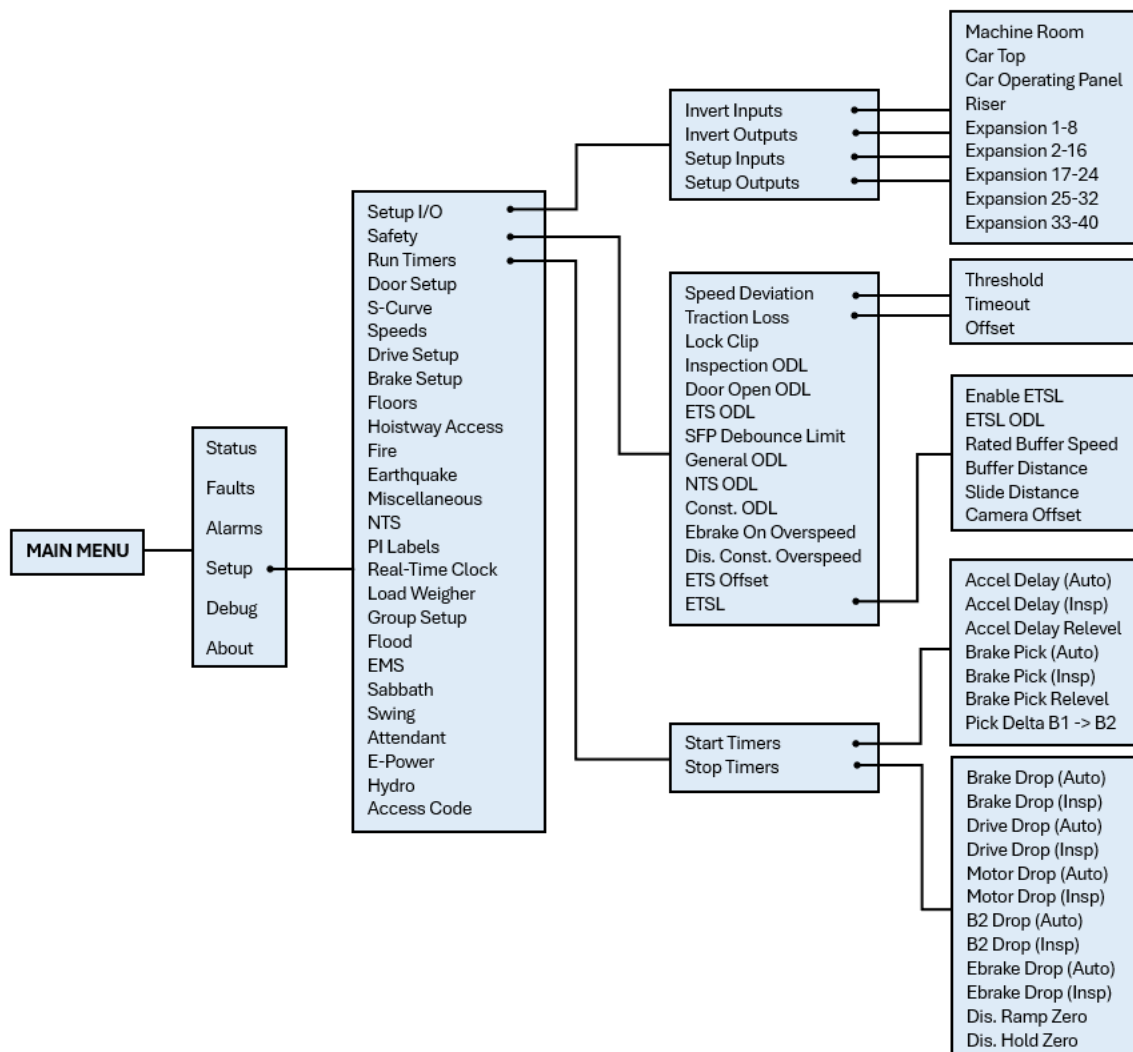 MAIN MENU
Status
Faults
Alarms
Setup
Debug
About
Setup I/O
Safety
Run Timers
Door Setup
S-Curve
Speeds
Drive Setup
Brake Setup
Floors
Hoistway Access
Fire
Earthquake
Miscellaneous
NTS
PI Labels
Real-Time Clock
Load Weigher
Group Setup
Flood
EMS
Sabbath
Swing
Attendant
E-Power
Hydro
Access Code
Invert Inputs
Invert Outputs
Setup Inputs
Setup Outputs
Machine Room
Car Top
Car Operating Panel
Riser
Expansion 1-8
Expansion 2-16
Expansion 17-24
Expansion 25-32
Expansion 33-40
Speed Deviation
Traction Loss
Lock Clip
Inspection ODL
Door Open ODL
ETS ODL
SFP Debounce Limit
General ODL
NTS ODL
Const. ODL
Ebrake On Overspeed
Dis. Const. Overspeed
ETS Offset
ETSL
Threshold
Timeout
Offset
Enable ETSL
ETSL ODL
Rated Buffer Speed
Buffer Distance
Slide Distance
Camera Offset
Start Timers
Stop Timers
Accel Delay (Auto)
Accel Delay (Insp)
Accel Delay Relevel
Brake Pick (Auto)
Brake Pick (Insp)
Brake Pick Relevel
Pick Delta B1 -> B2
Brake Drop (Auto)
Brake Drop (Insp)
Drive Drop (Auto)
Drive Drop (Insp)
Motor Drop (Auto)
Motor Drop (Insp)
B2 Drop (Auto)
B2 Drop (Insp)
Ebrake Drop (Auto)
Ebrake Drop (Insp)
Dis. Ramp Zero
Dis. Hold Zero